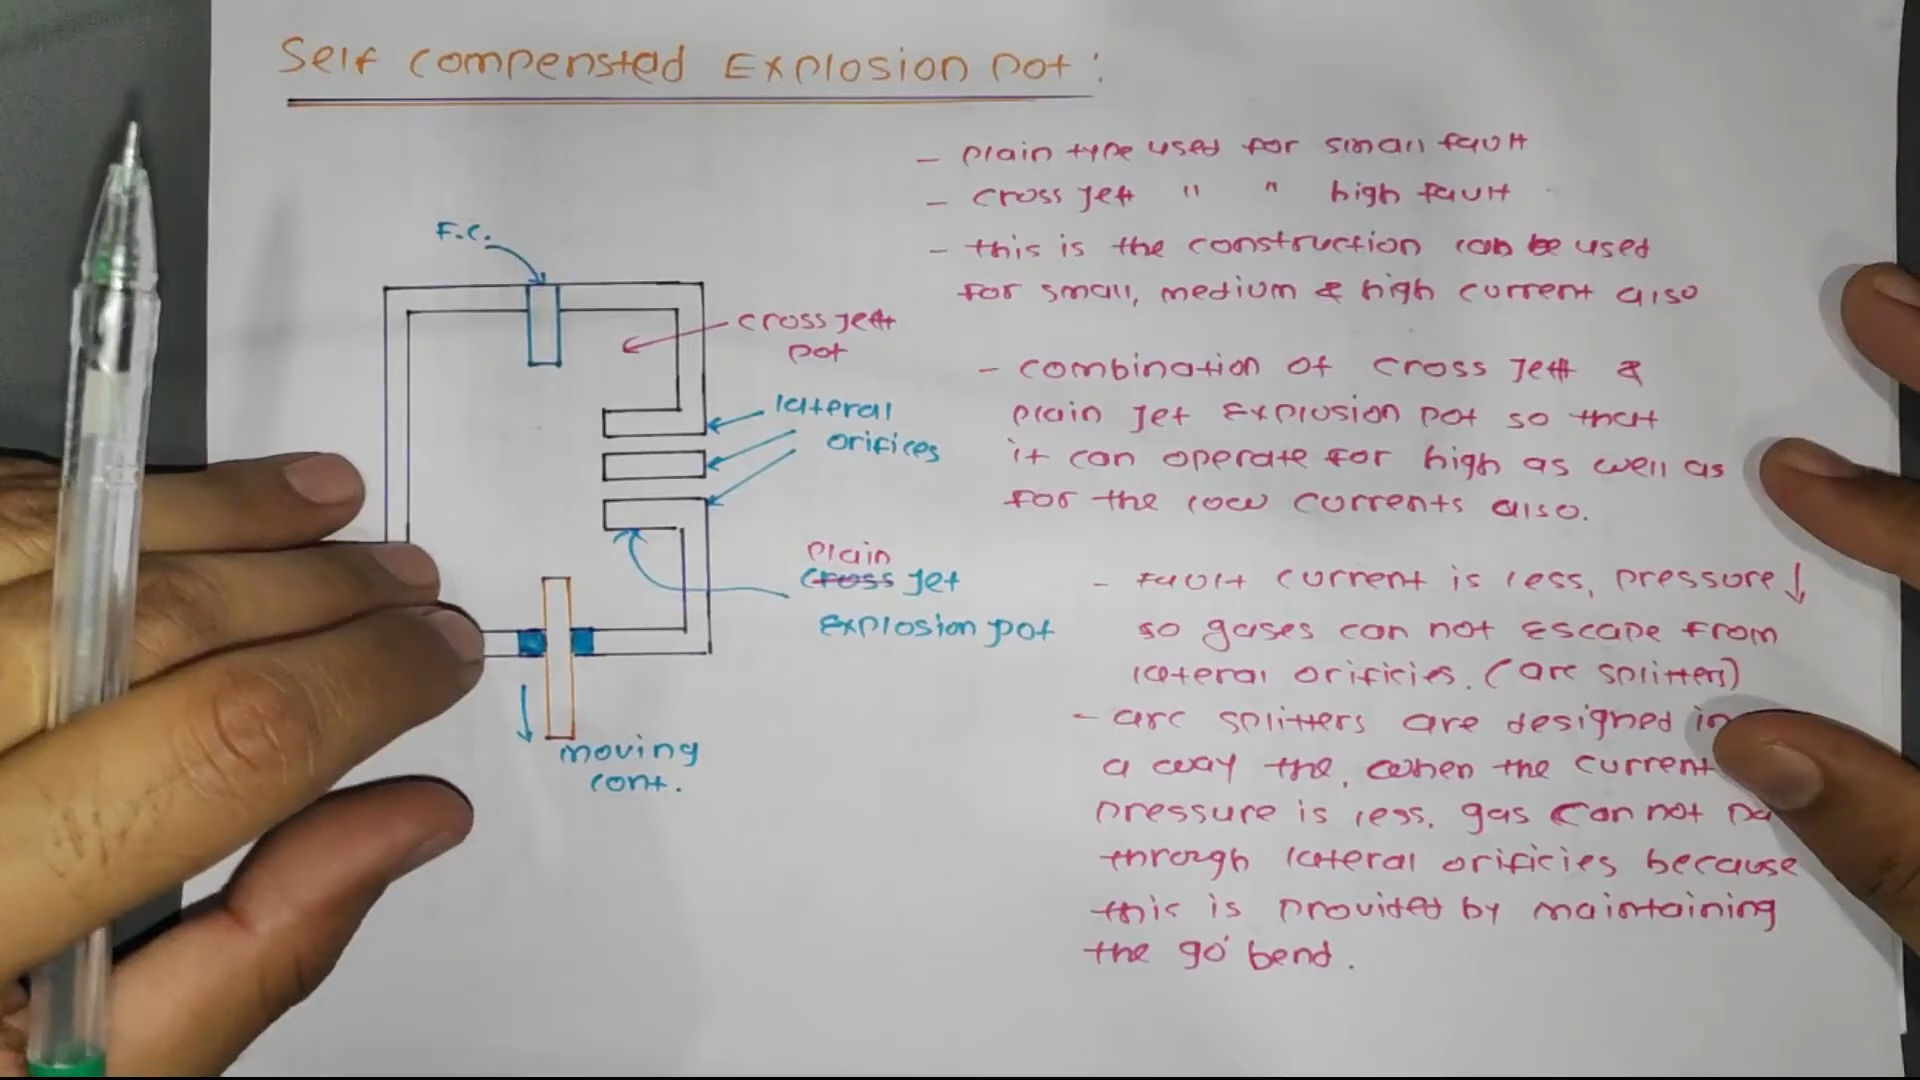 Self compensted Explosion pot:
- plain type used for small fault
- cross jett " " high fault
- this is the construction can be used
for small, medium & high current also
F.C.
cross jett
pot
- combination of cross jett &
plain jet explosion pot so that
it can operate for high as well as
for the low currents also.
lateral
orifices
plain
cross jet
explosion pot
- fault current is less, pressure↓
so gases can not escape from
lateral orificies. (arc splitters)
- arc splitters are designed in
a way the, when the current
pressure is less. gas can not
through lateral orificies because
this is provided by maintaining
the 90° bend.
moving
cont.